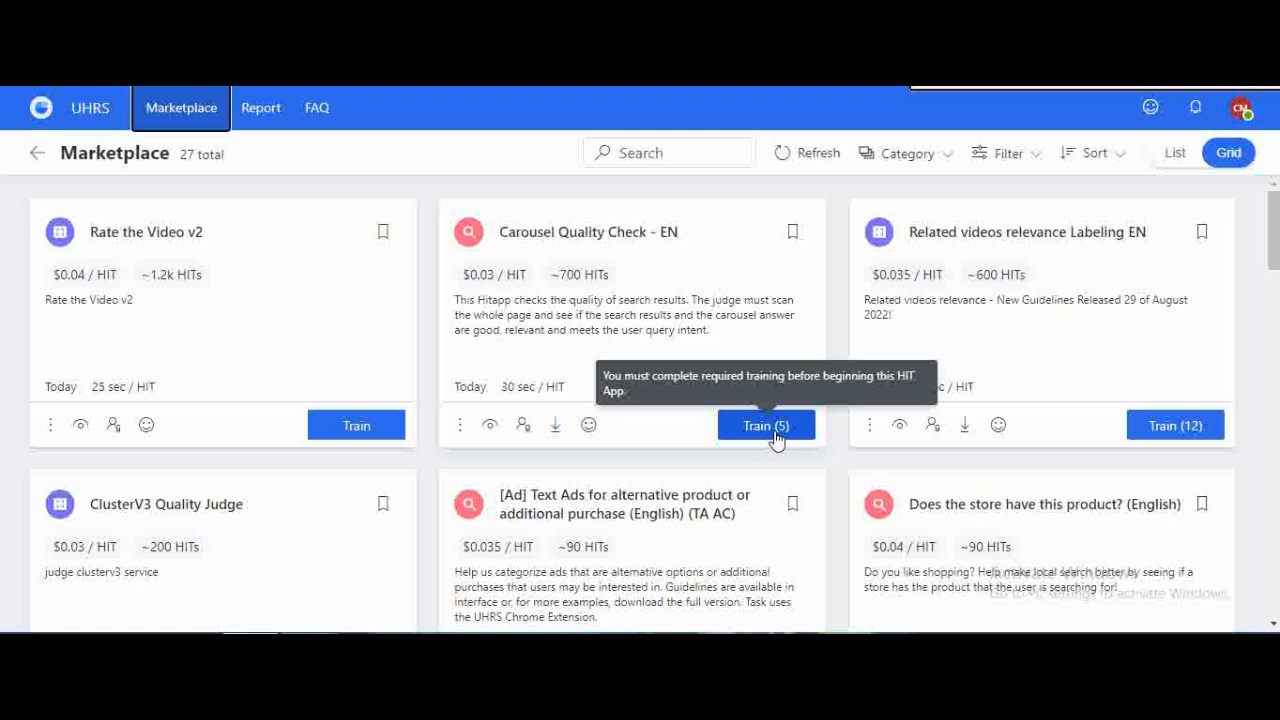 UHRS
Marketplace
Report
FAQ
CM
Marketplace 27 total
Search
Refresh
Category
Filter
Sort
List
Grid
Rate the Video v2
$0.04 / HIT ~1.2k HITs
Rate the Video v2
Today 25 sec / HIT
Train
Carousel Quality Check - EN
$0.03 / HIT ~700 HITs
This Hitapp checks the quality of search results. The judge must scan
the whole page and see if the search results and the carousel answer
are good, relevant and meets the user query intent.
You must complete required training before beginning this HIT
App.
Today 30 sec / HIT
Train (5)
Related videos relevance Labeling EN
$0.035 / HIT ~600 HITs
Related videos relevance - New Guidelines Released 29 of August
2022!
/ HIT
Train (12)
ClusterV3 Quality Judge
$0.03 / HIT ~200 HITs
judge clusterv3 service
[Ad] Text Ads for alternative product or
additional purchase (English) (TA AC)
$0.035 / HIT ~90 HITs
Help us categorize ads that are alternative options or additional
purchases that users may be interested in. Guidelines are available in
interface or, for more examples, download the full version. Task uses
the UHRS Chrome Extension.
Does the store have this product? (English)
$0.04 / HIT ~90 HITs
Do you like shopping? Help make local search better by seeing if a
store has the product that the user is searching for!
Activate Windows
Go to PC settings to activate Windows.